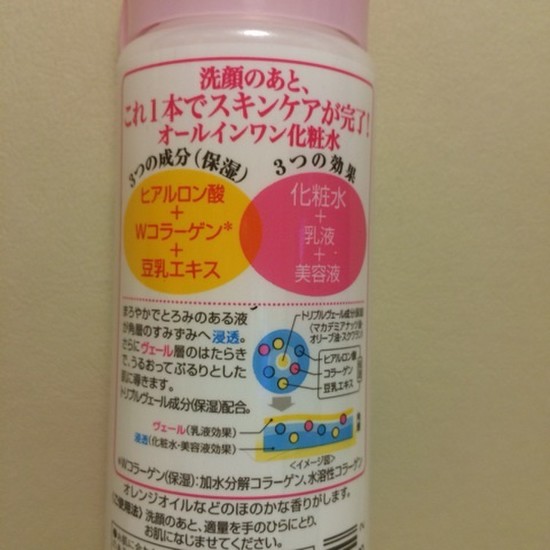 洗顔のあと、
これ1本でスキンケアが完了!
オールインワン化粧水
3つの成分(保湿)
3つの効果
ヒアルロン酸
+
Wコラーゲン*
+
豆乳エキス
化粧水
+
乳液
+
美容液
まろやかでとろみのある液
が角層のすみずみへ浸透。
さらにヴェール層のはたらき
で、うるおってぷるりとした
肌に導きます。
トリプルヴェール成分(保湿)配合。
トリプルヴェール成分(保湿)
(マカデミアナッツ油・
オリーブ油・スクワラン)
ヒアルロン酸
コラーゲン
豆乳エキス
ヴェール(乳液効果)
浸透(化粧水・美容液効果)
<イメージ図>
*Wコラーゲン(保湿):加水分解コラーゲン、水溶性コラーゲン
オレンジオイルなどのほのかな香りがします。
《ご使用法》洗顔のあと、適量を手のひらにとり、
お肌になじませてください。